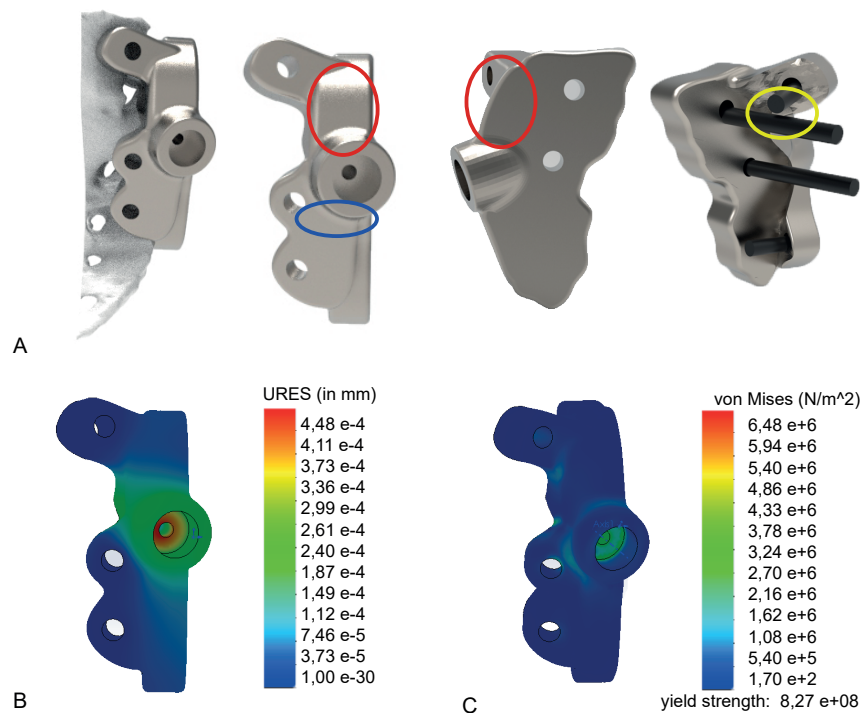 A
URES (in mm)
4,48 e-4
4,11 e-4
3,73 e-4
3,36 e-4
2,99 e-4
2,61 e-4
2,40 e-4
1,87 e-4
1,49 e-4
1,12 e-4
7,46 e-5
3,73 e-5
1,00 e-30
B
von Mises (N/m^2)
6,48 e+6
5,94 e+6
5,40 e+6
4,86 e+6
4,33 e+6
3,78 e+6
3,24 e+6
2,70 e+6
2,16 e+6
1,62 e+6
1,08 e+6
5,40 e+5
1,70 e+2
C
yield strength: 8,27 e+08